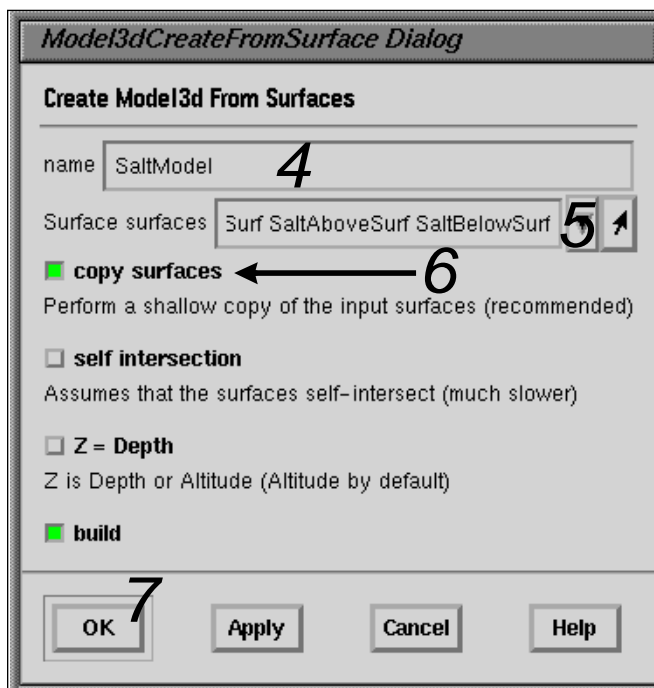 Model3dCreateFromSurface Dialog
Create Model3d From Surfaces
name SaltModel 4
Surface surfaces Surf SaltAboveSurf SaltBelowSurf 5
copy surfaces 6
Perform a shallow copy of the input surfaces (recommended)
self intersection
Assumes that the surfaces self-intersect (much slower)
Z = Depth
Z is Depth or Altitude (Altitude by default)
build
7
OK Apply Cancel Help